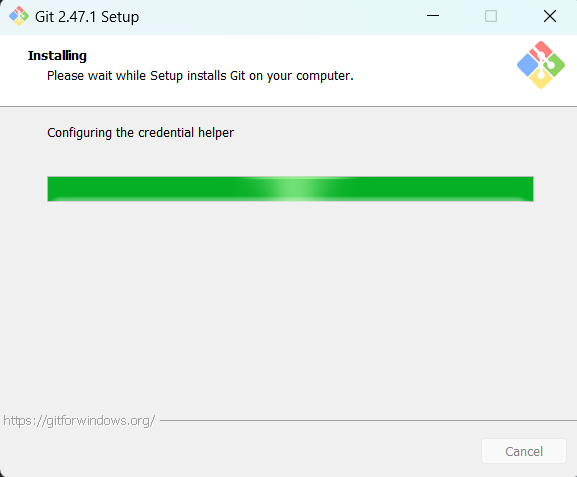 Git 2.47.1 Setup
Installing
Please wait while Setup installs Git on your computer.
Configuring the credential helper
https://gitforwindows.org/
Cancel